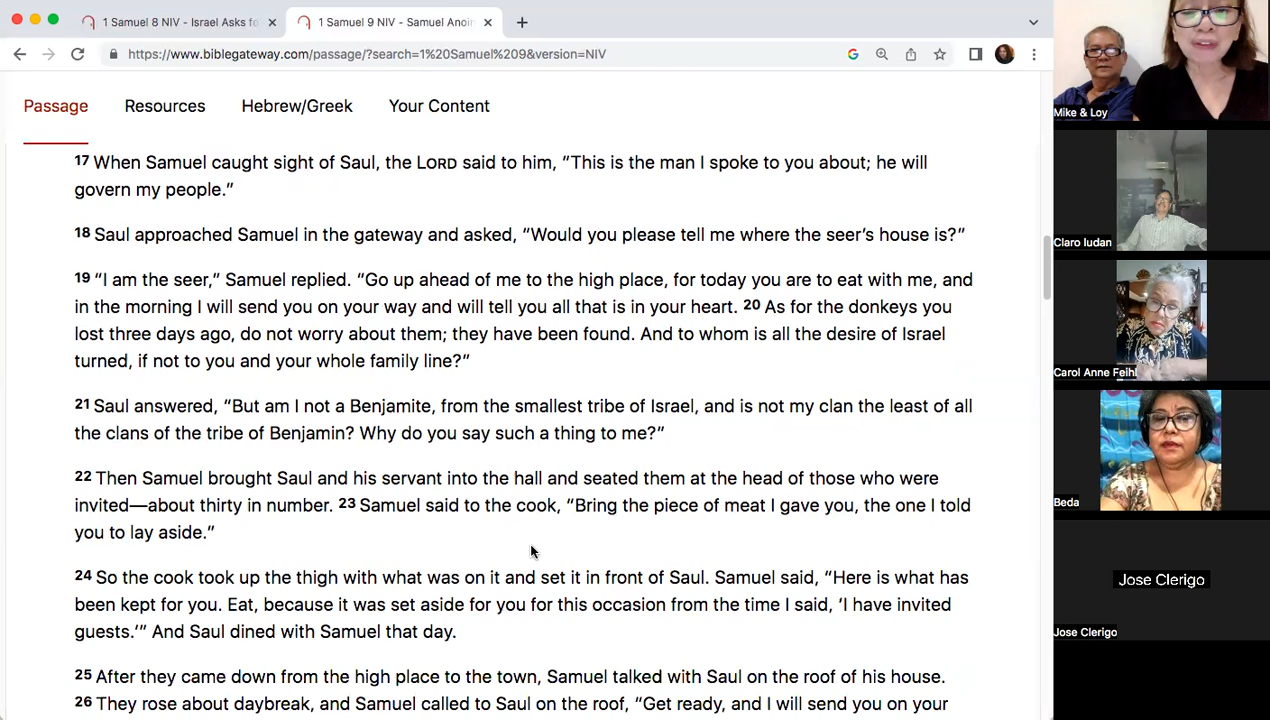 1 Samuel 8 NIV - Israel Asks fo
1 Samuel 9 NIV - Samuel Anoin
https://www.biblegateway.com/passage/?search=1%20Samuel%209&version=NIV
Passage Resources Hebrew/Greek Your Content
17 When Samuel caught sight of Saul, the LORD said to him, “This is the man I spoke to you about; he will
govern my people.”
18 Saul approached Samuel in the gateway and asked, “Would you please tell me where the seer’s house is?”
19 “I am the seer,” Samuel replied. “Go up ahead of me to the high place, for today you are to eat with me, and
in the morning I will send you on your way and will tell you all that is in your heart. 20 As for the donkeys you
lost three days ago, do not worry about them; they have been found. And to whom is all the desire of Israel
turned, if not to you and your whole family line?”
21 Saul answered, “But am I not a Benjamite, from the smallest tribe of Israel, and is not my clan the least of all
the clans of the tribe of Benjamin? Why do you say such a thing to me?”
22 Then Samuel brought Saul and his servant into the hall and seated them at the head of those who were
invited—about thirty in number. 23 Samuel said to the cook, “Bring the piece of meat I gave you, the one I told
you to lay aside.”
24 So the cook took up the thigh with what was on it and set it in front of Saul. Samuel said, “Here is what has
been kept for you. Eat, because it was set aside for you for this occasion from the time I said, ‘I have invited
guests.’” And Saul dined with Samuel that day.
25 After they came down from the high place to the town, Samuel talked with Saul on the roof of his house.
26 They rose about daybreak, and Samuel called to Saul on the roof, “Get ready, and I will send you on your
Mike & Loy
Claro Iudan
Carol Anne Feihl
Beda
Jose Clerigo
Jose Clerigo